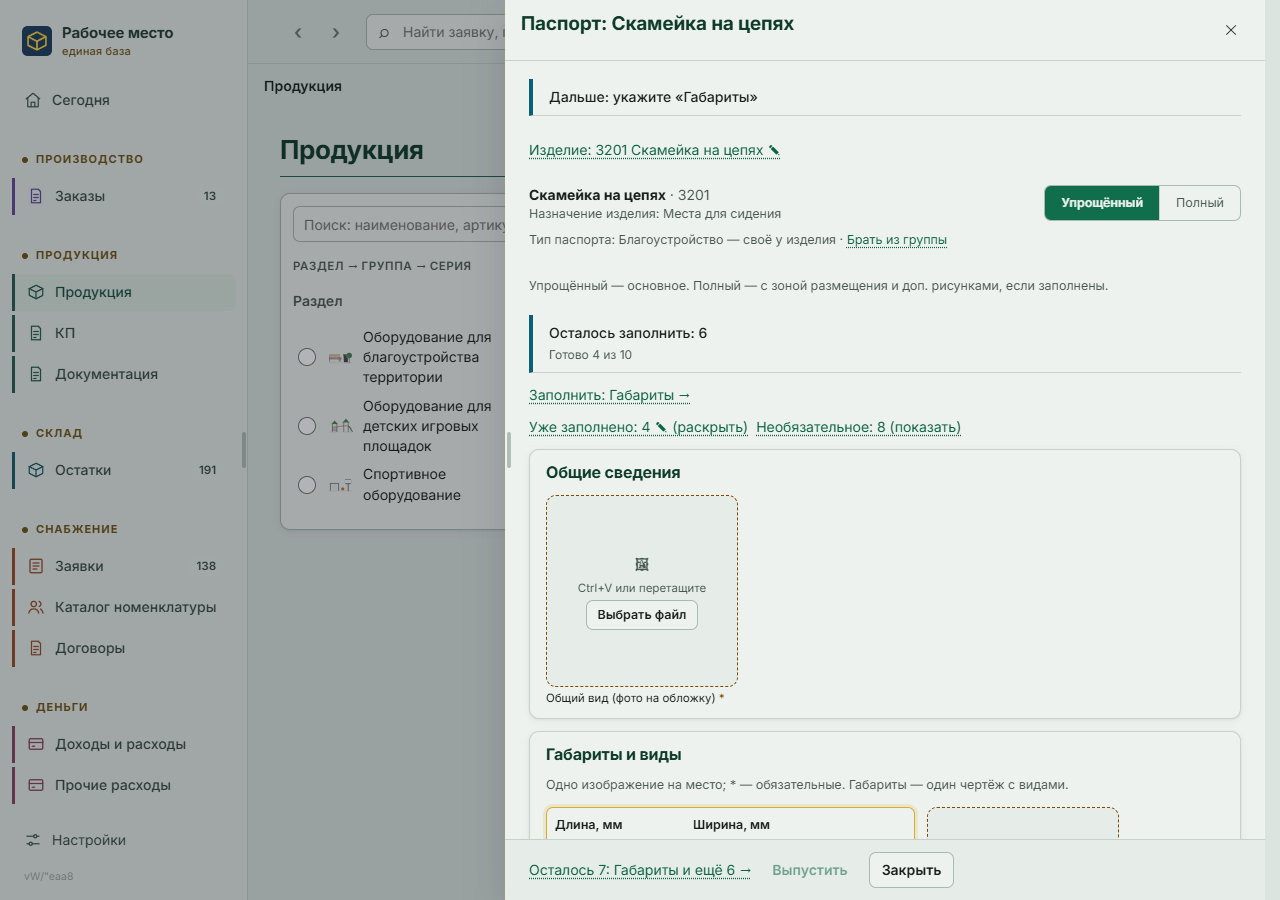 Рабочее место
единая база
Сегодня
ПРОИЗВОДСТВО
Заказы 13
ПРОДУКЦИЯ
Продукция
КП
Документация
СКЛАД
Остатки 191
СНАБЖЕНИЕ
Заявки 138
Каталог номенклатуры
Договоры
ДЕНЬГИ
Доходы и расходы
Прочие расходы
Настройки
Найти заявку,
Продукция
Продукция
Поиск: наименование, артику
РАЗДЕЛ → ГРУППА → СЕРИЯ
Раздел
Оборудование для
благоустройства
территории
Оборудование для
детских игровых
площадок
Спортивное
оборудование
Паспорт: Скамейка на цепях
Дальше: укажите «Габариты»
Изделие: 3201 Скамейка на цепях
Скамейка на цепях · 3201
Назначение изделия: Места для сидения
Тип паспорта: Благоустройство — своё у изделия · Брать из группы
Упрощённый Полный
Упрощённый — основное. Полный — с зоной размещения и доп. рисунками, если заполнены.
Осталось заполнить: 6
Готово 4 из 10
Заполнить: Габариты →
Уже заполнено: 4 (раскрыть) Необязательное: 8 (показать)
Общие сведения
Ctrl+V или перетащите
Выбрать файл
Общий вид (фото на обложку) *
Габариты и виды
Одно изображение на место; * — обязательные. Габариты — один чертёж с видами.
Длина, мм Ширина, мм
Осталось 7: Габариты и ещё 6 → Выпустить Закрыть